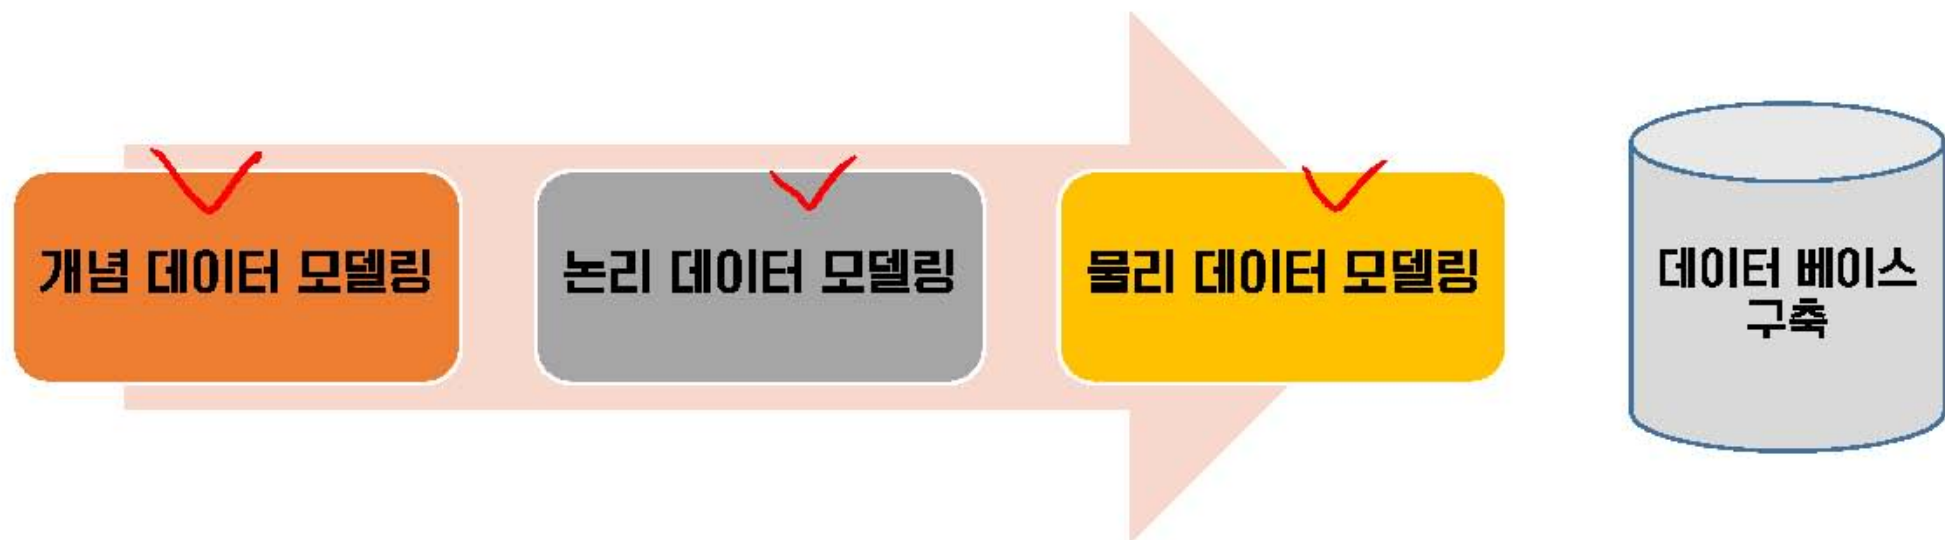 개념 데이터 모델링
논리 데이터 모델링
물리 데이터 모델링
데이터 베이스
구축